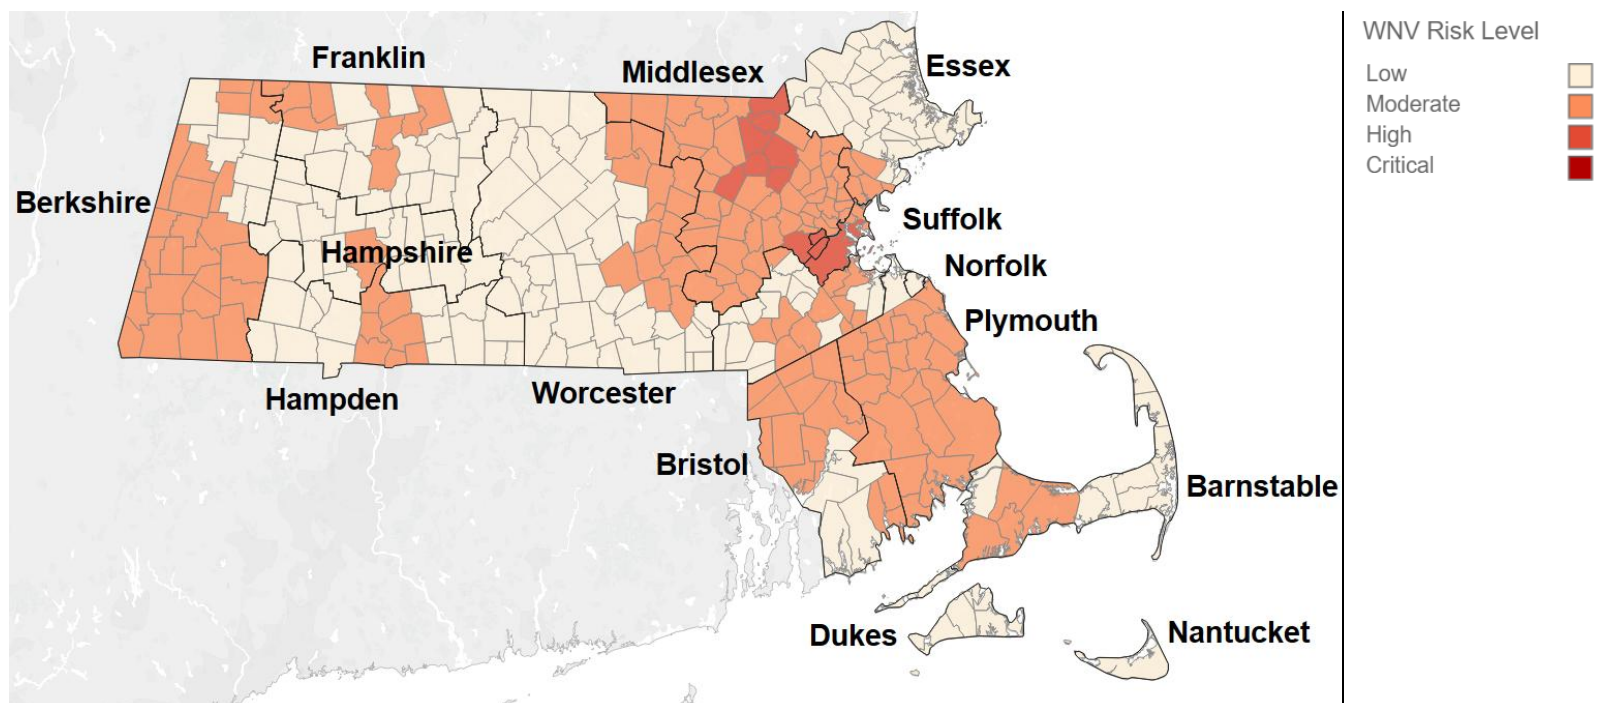 Franklin
Middlesex
Essex
Berkshire
Suffolk
Hampshire
Norfolk
Plymouth
Hampden
Worcester
Bristol
Barnstable
Dukes
Nantucket
WNV Risk Level
Low
Moderate
High
Critical